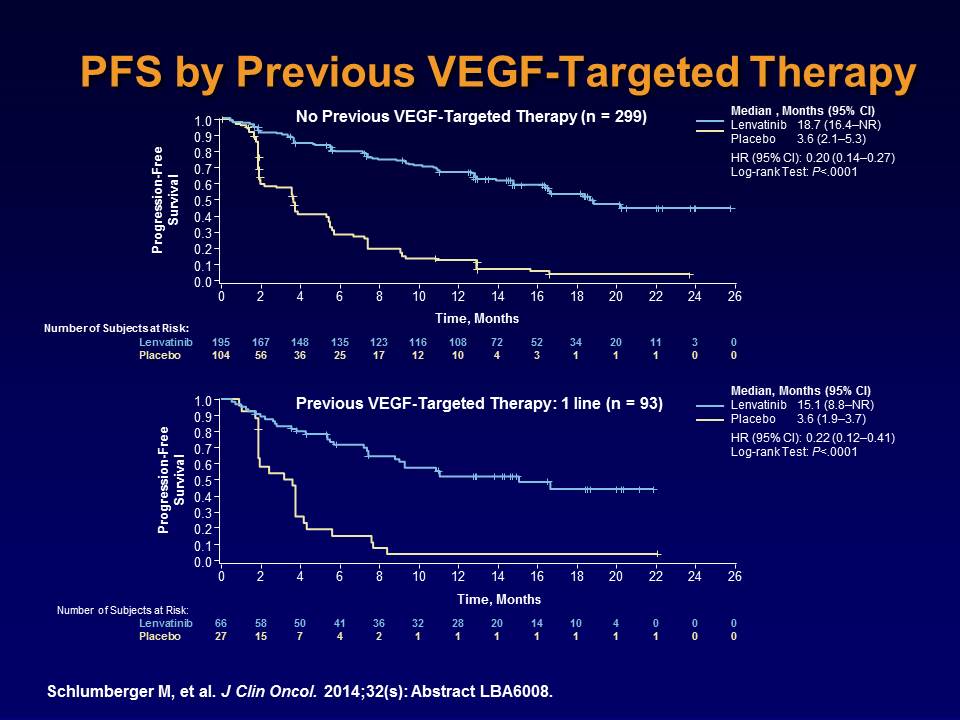 PFS by Previous VEGF-Targeted Therapy
No Previous VEGF-Targeted Therapy (n = 299)
Median , Months (95% CI)
Lenvatinib 18.7 (16.4–NR)
Placebo 3.6 (2.1–5.3)
HR (95% CI): 0.20 (0.14–0.27)
Log-rank Test: P<.0001
Progression-Free
Survival
1.0
0.9
0.8
0.7
0.6
0.5
0.4
0.3
0.2
0.1
0.0
0 2 4 6 8 10 12 14 16 18 20 22 24 26
Time, Months
Number of Subjects at Risk:
Lenvatinib 195 167 148 135 123 116 108 72 52 34 20 11 3 0
Placebo 104 56 36 25 17 12 10 4 3 1 1 1 0 0
Previous VEGF-Targeted Therapy: 1 line (n = 93)
Median, Months (95% CI)
Lenvatinib 15.1 (8.8–NR)
Placebo 3.6 (1.9–3.7)
HR (95% CI): 0.22 (0.12–0.41)
Log-rank Test: P<.0001
Progression-Free
Survival
1.0
0.9
0.8
0.7
0.6
0.5
0.4
0.3
0.2
0.1
0.0
0 2 4 6 8 10 12 14 16 18 20 22 24 26
Time, Months
Number of Subjects at Risk:
Lenvatinib 66 58 50 41 36 32 28 20 14 10 4 0 0 0
Placebo 27 15 7 4 2 1 1 1 1 1 1 1 0 0
Schlumberger M, et al. J Clin Oncol. 2014;32(s): Abstract LBA6008.